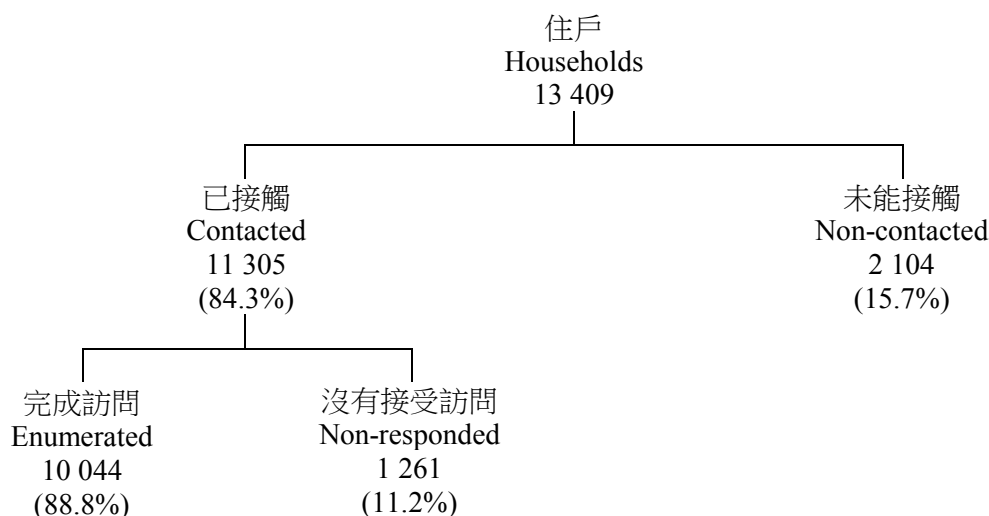 住戶
Households
13 409
已接觸
Contacted
11 305
(84.3%)
未能接觸
Non-contacted
2 104
(15.7%)
完成訪問
Enumerated
10 044
(88.8%)
沒有接受訪問
Non-responded
1 261
(11.2%)